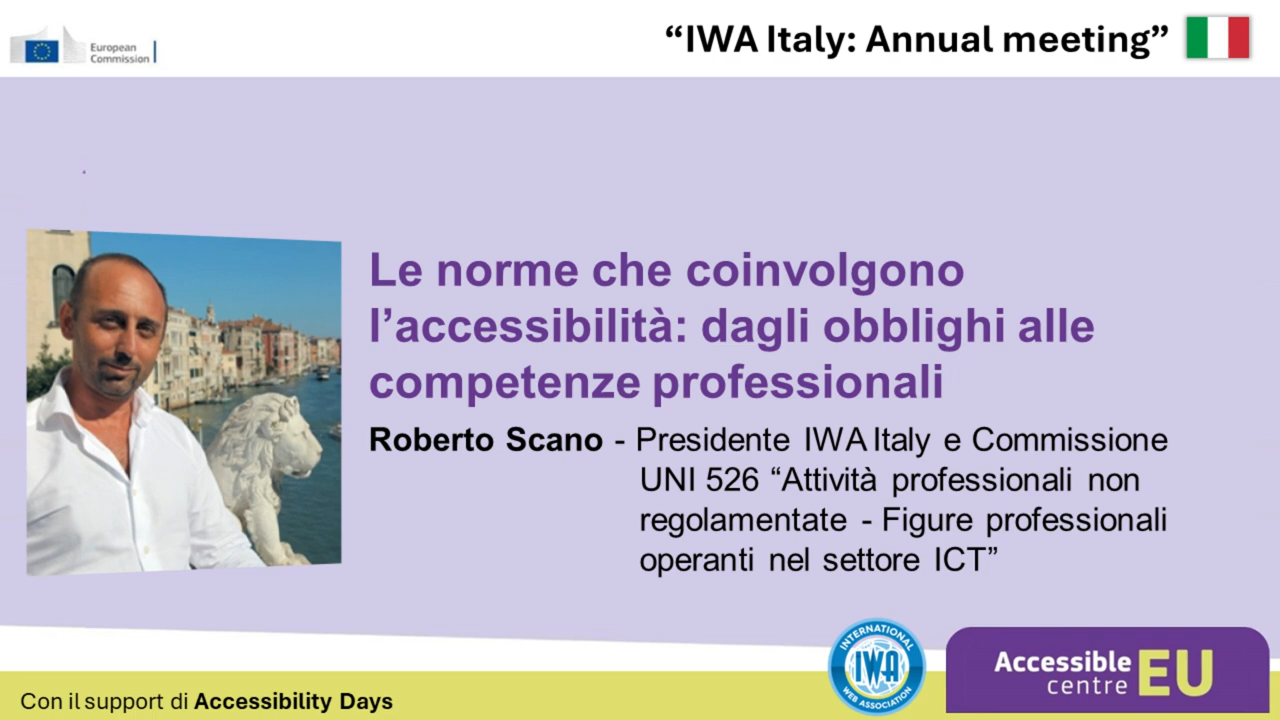 European
Commission
“IWA Italy: Annual meeting”
Le norme che coinvolgono
l’accessibilità: dagli obblighi alle
competenze professionali
Roberto Scano - Presidente IWA Italy e Commissione
UNI 526 “Attività professionali non
regolamentate - Figure professionali
operanti nel settore ICT”
INTERNATIONAL
IWA
WEB ASSOCIATION
Accessible
centre EU
Con il support di Accessibility Days